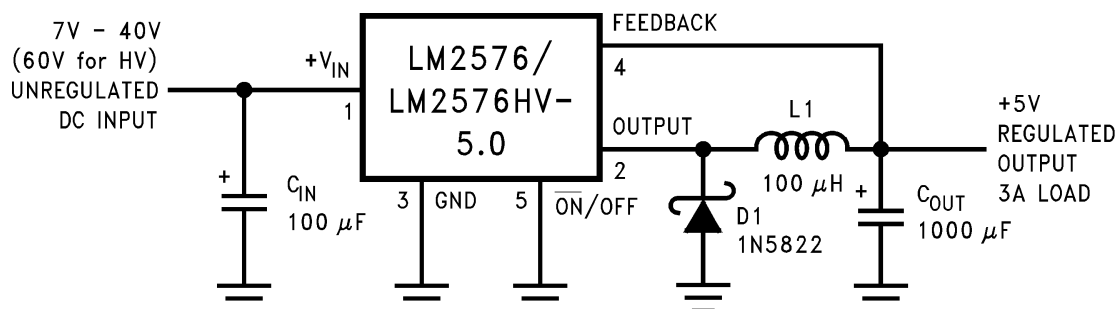 7V – 40V
(60V for HV)
UNREGULATED
DC INPUT
+VIN
1
LM2576/
LM2576HV–
5.0
FEEDBACK
4
OUTPUT
2
3
GND
5
ON/OFF
+
CIN
100 μF
L1
100 μH
D1
1N5822
+
COUT
1000 μF
+5V
REGULATED
OUTPUT
3A LOAD